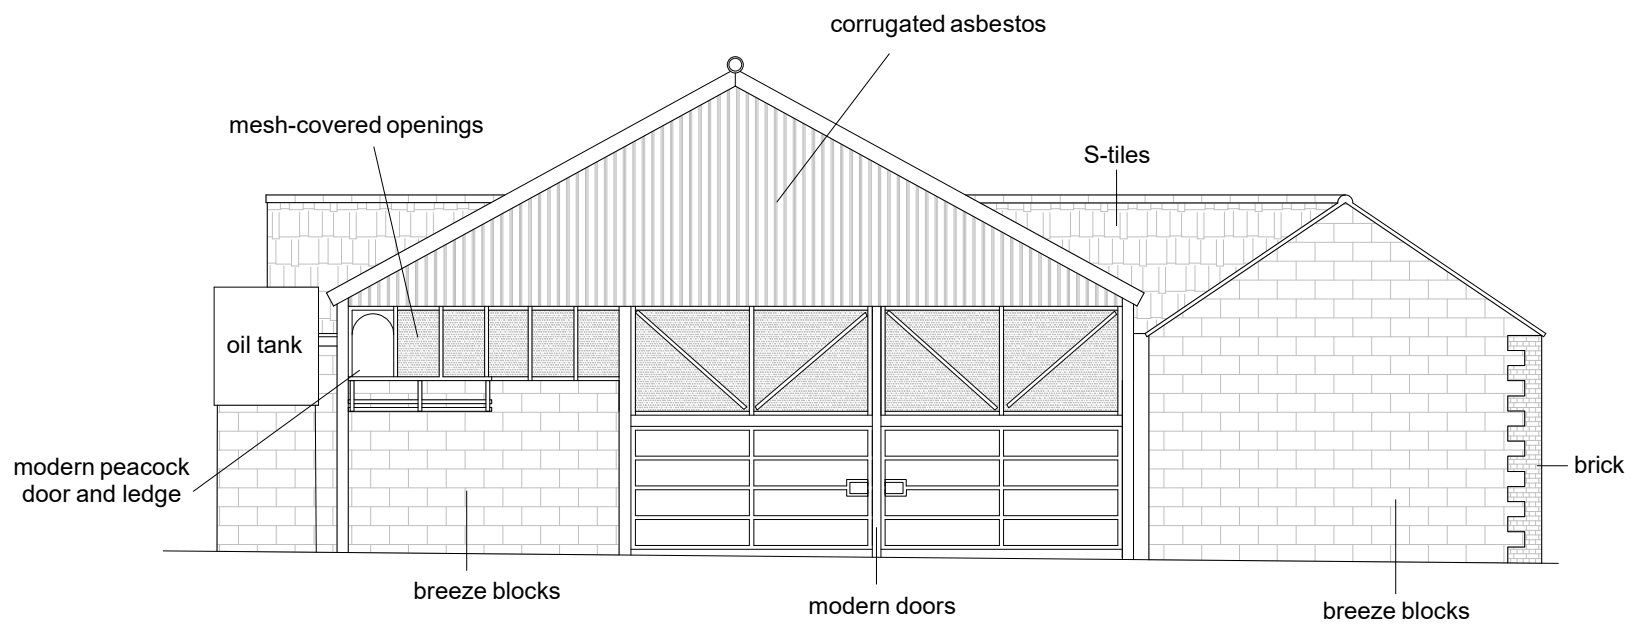 corrugated asbestos
mesh-covered openings
S-tiles
oil tank
modern peacock
door and ledge
brick
breeze blocks
modern doors
breeze blocks